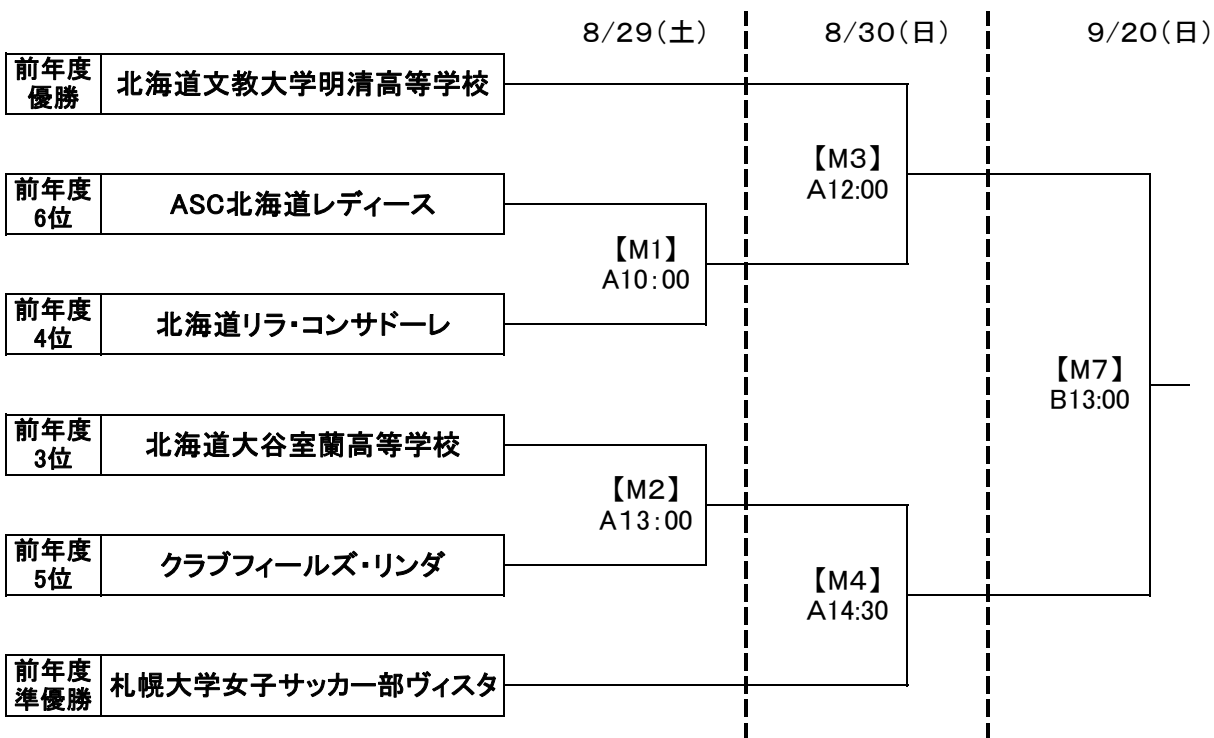 8/29(土)
8/30(日)
9/20(日)
前年度
優勝
北海道文教大学明清高等学校
【M3】
A12:00
前年度
6位
ASC北海道レディース
【M1】
A10:00
前年度
4位
北海道リラ・コンサドーレ
【M7】
B13:00
前年度
3位
北海道大谷室蘭高等学校
【M2】
A13:00
前年度
5位
クラブフィールズ・リンダ
【M4】
A14:30
前年度
準優勝
札幌大学女子サッカー部ヴィスタ